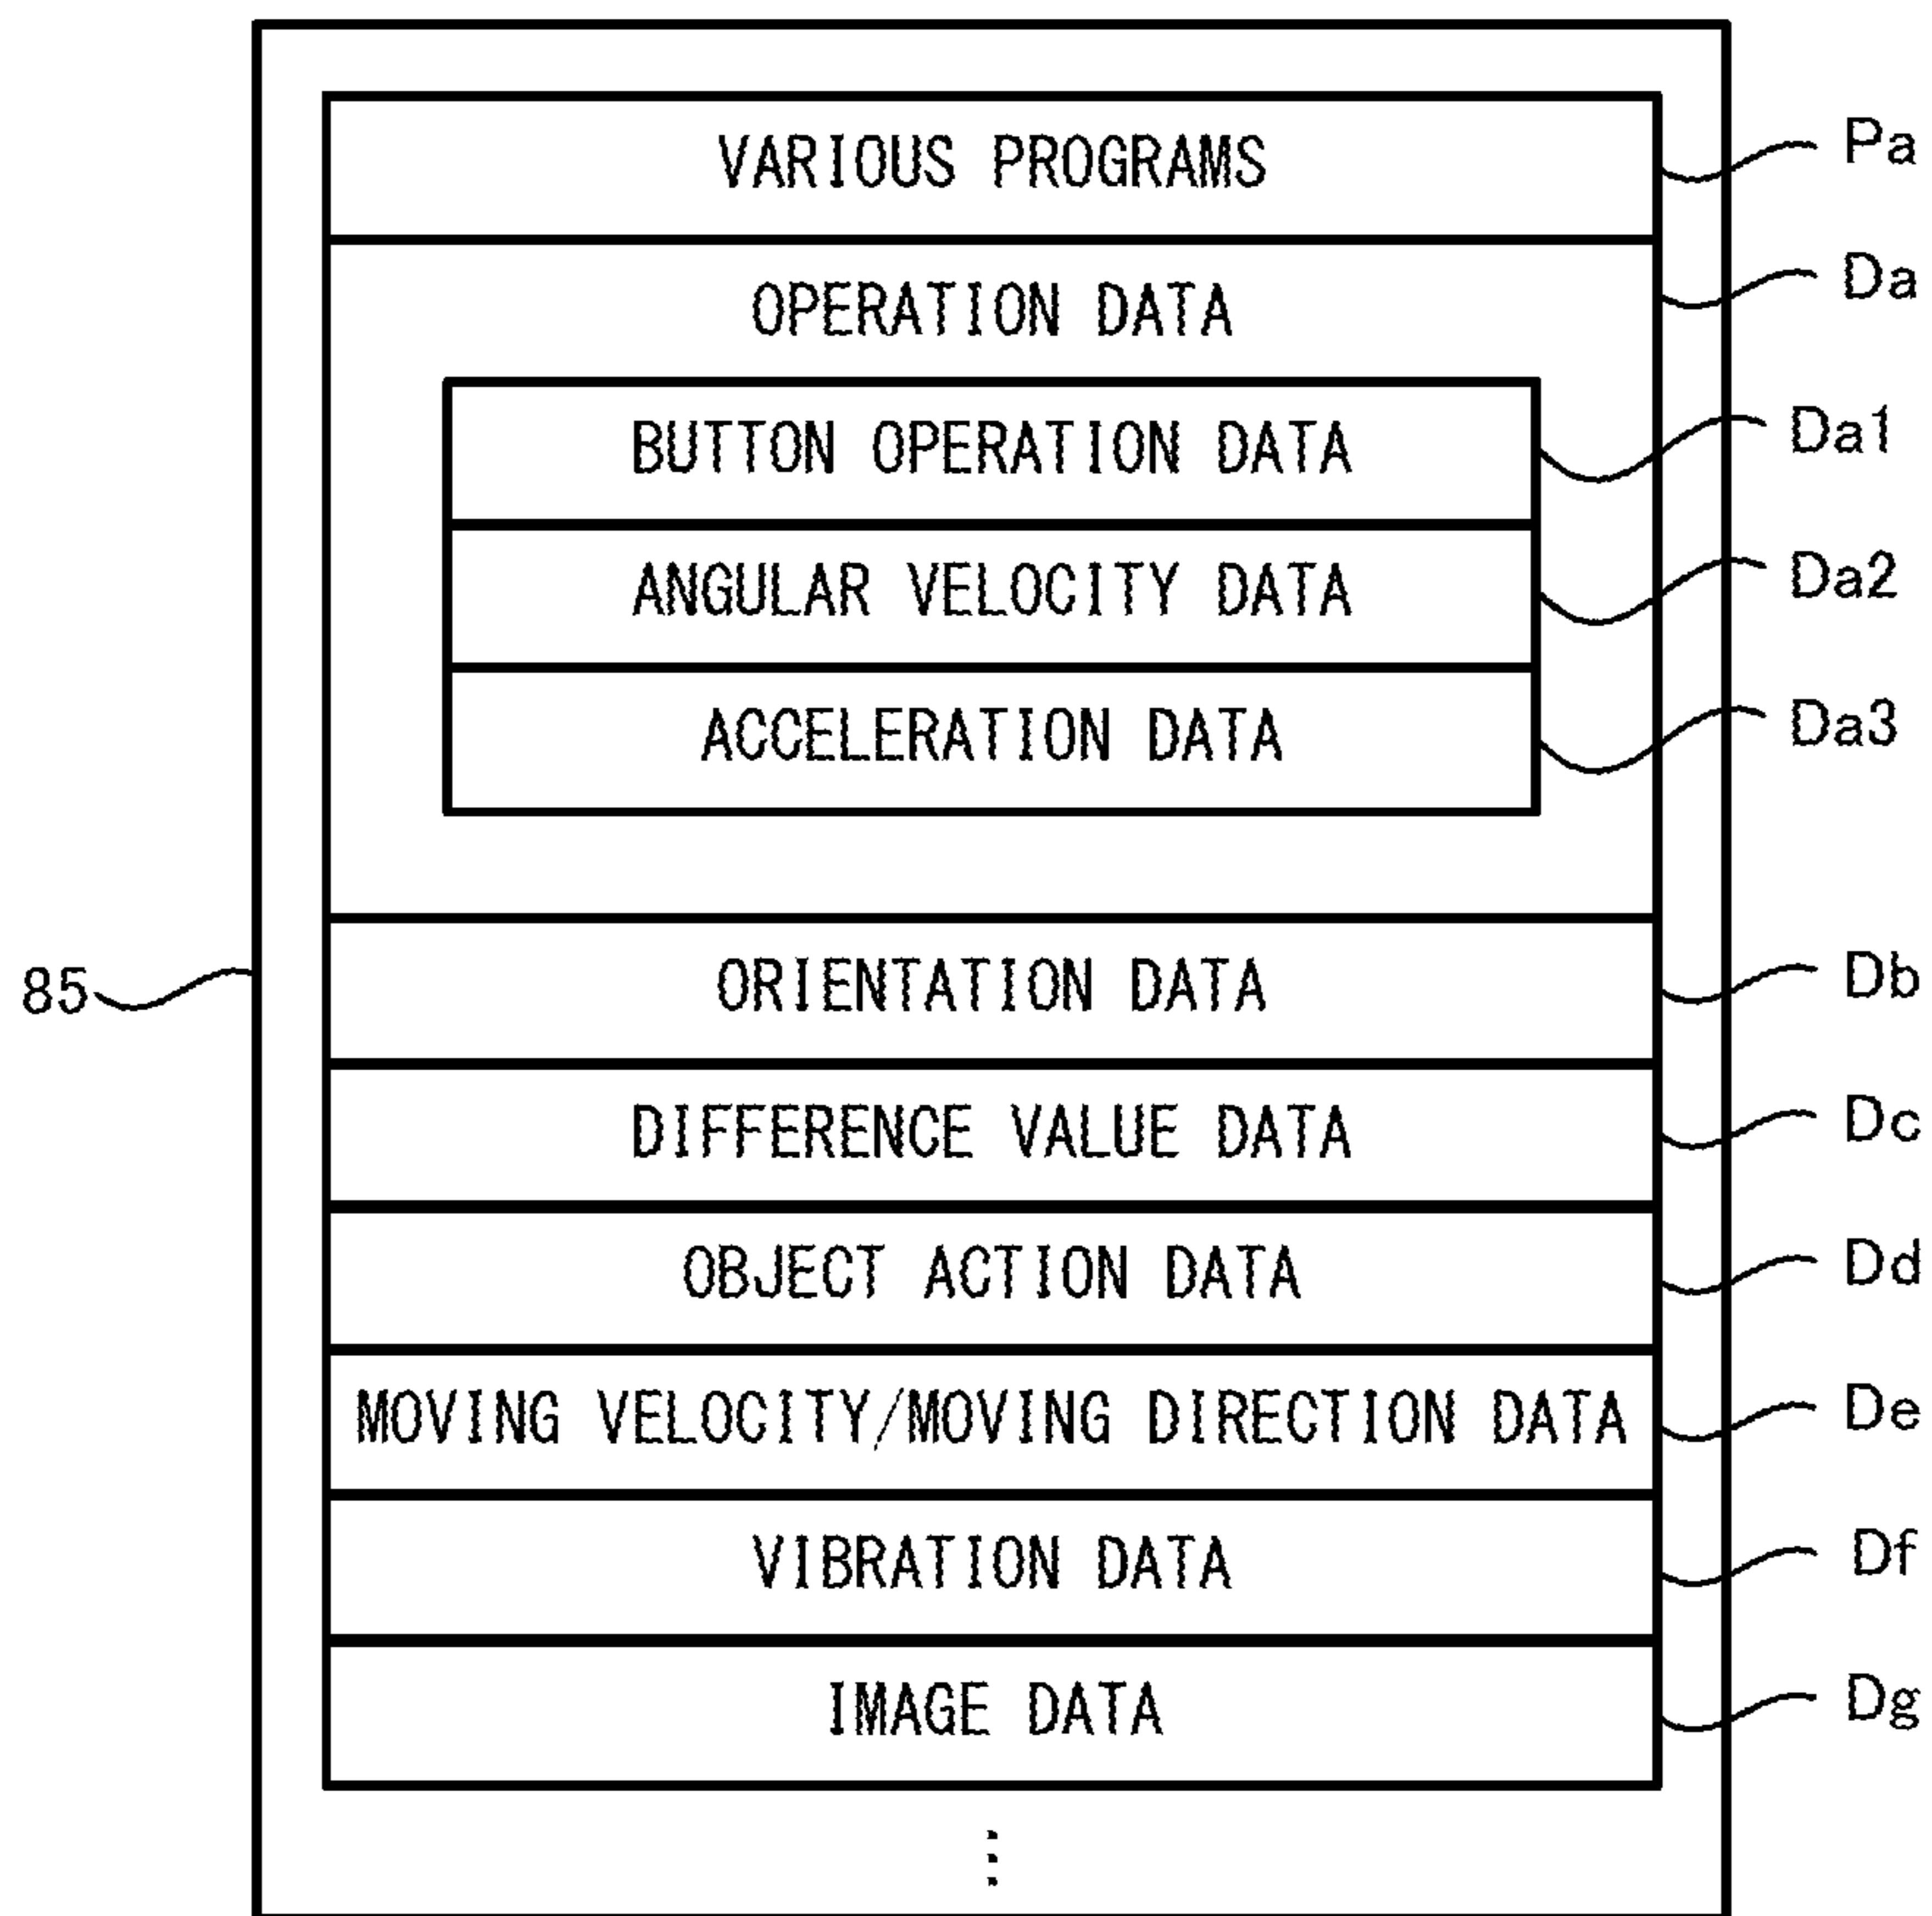 VARIOUS PROGRAMS Pa
OPERATION DATA Da
BUTTON OPERATION DATA Da1
ANGULAR VELOCITY DATA Da2
ACCELERATION DATA Da3
85
ORIENTATION DATA Db
DIFFERENCE VALUE DATA Dc
OBJECT ACTION DATA Dd
MOVING VELOCITY/MOVING DIRECTION DATA De
VIBRATION DATA Df
IMAGE DATA Dg
⋮